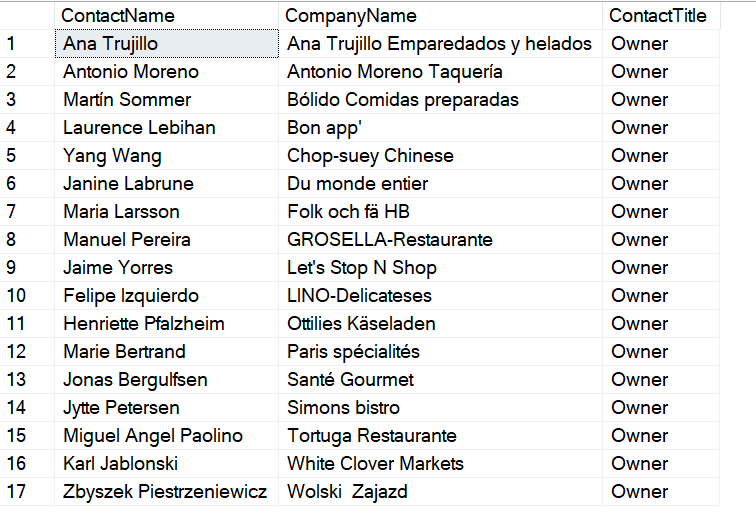 ContactName CompanyName ContactTitle
1 Ana Trujillo Ana Trujillo Emparedados y helados Owner
2 Antonio Moreno Antonio Moreno Taquería Owner
3 Martín Sommer Bólido Comidas preparadas Owner
4 Laurence Lebihan Bon app' Owner
5 Yang Wang Chop-suey Chinese Owner
6 Janine Labrune Du monde entier Owner
7 Maria Larsson Folk och fä HB Owner
8 Manuel Pereira GROSELLA-Restaurante Owner
9 Jaime Yorres Let's Stop N Shop Owner
10 Felipe Izquierdo LINO-Delicateses Owner
11 Henriette Pfalzheim Ottilies Käseladen Owner
12 Marie Bertrand Paris spécialités Owner
13 Jonas Bergulfsen Santé Gourmet Owner
14 Jytte Petersen Simons bistro Owner
15 Miguel Angel Paolino Tortuga Restaurante Owner
16 Karl Jablonski White Clover Markets Owner
17 Zbyszek Piestrzeniewicz Wolski  Zajazd Owner